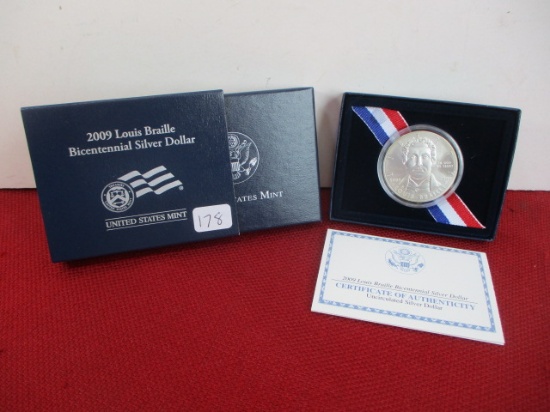 2009 Louis Braille
Bicentennial Silver Dollar
UNITED STATES MINT
178
STATES MINT
2009 Louis Braille Bicentennial Silver Dollar
CERTIFICATE OF AUTHENTICITY
Uncirculated Silver Dollar